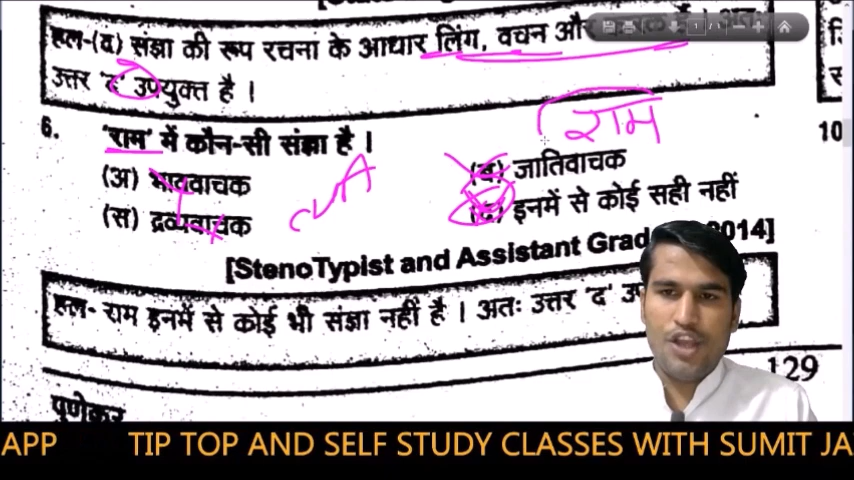 हल-(द) संज्ञा की रूप रचना के आधार लिंग, वचन और
उत्तर 'द' उपयुक्त है ।
राम
6. 'राम' में कौन-सी संज्ञा है ।
(अ) भाववाचक (ब) जातिवाचक
(स) द्रव्यवाचक (द) इनमें से कोई सही नहीं
[StenoTypist and Assistant Grad 2014]
हल- राम इनमें से कोई भी संज्ञा नहीं है । अतः उत्तर 'द' उ
129
10
APP TIP TOP AND SELF STUDY CLASSES WITH SUMIT JA